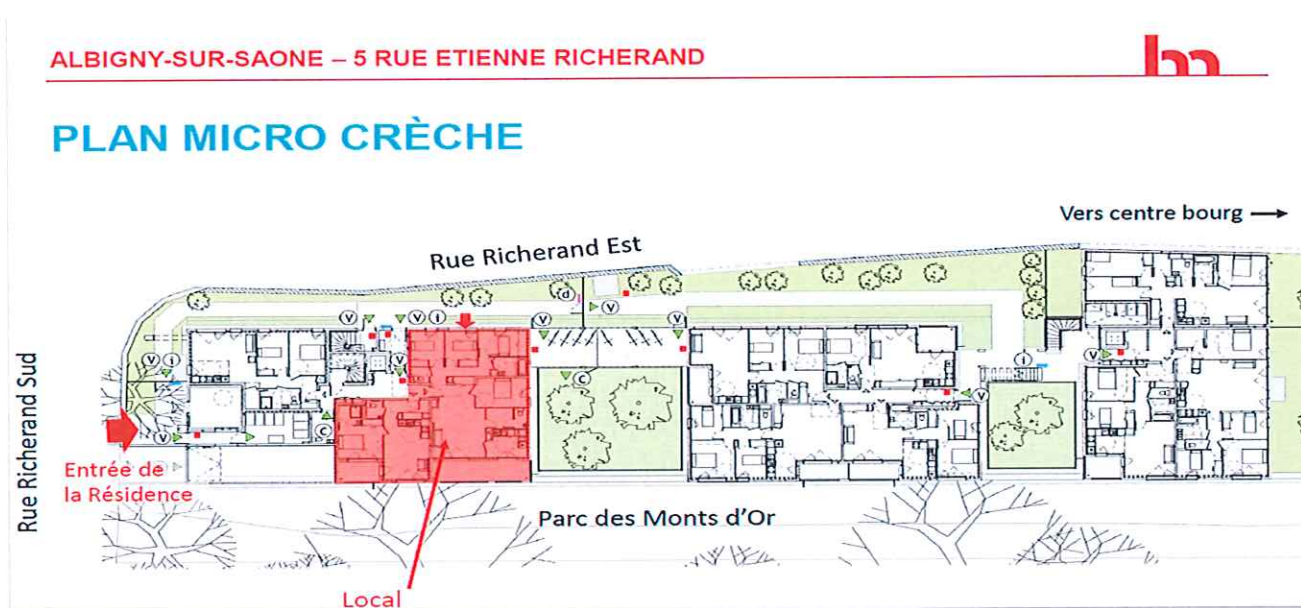 ALBIGNY-SUR-SAONE – 5 RUE ETIENNE RICHERAND
bn
PLAN MICRO CRÈCHE
Vers centre bourg
Rue Richerand Est
d
V
V
V
i
V
V
V
V
i
V
i
V
C
V
C
V
Rue Richerand Sud
Entrée de
la Résidence
Parc des Monts d'Or
Local